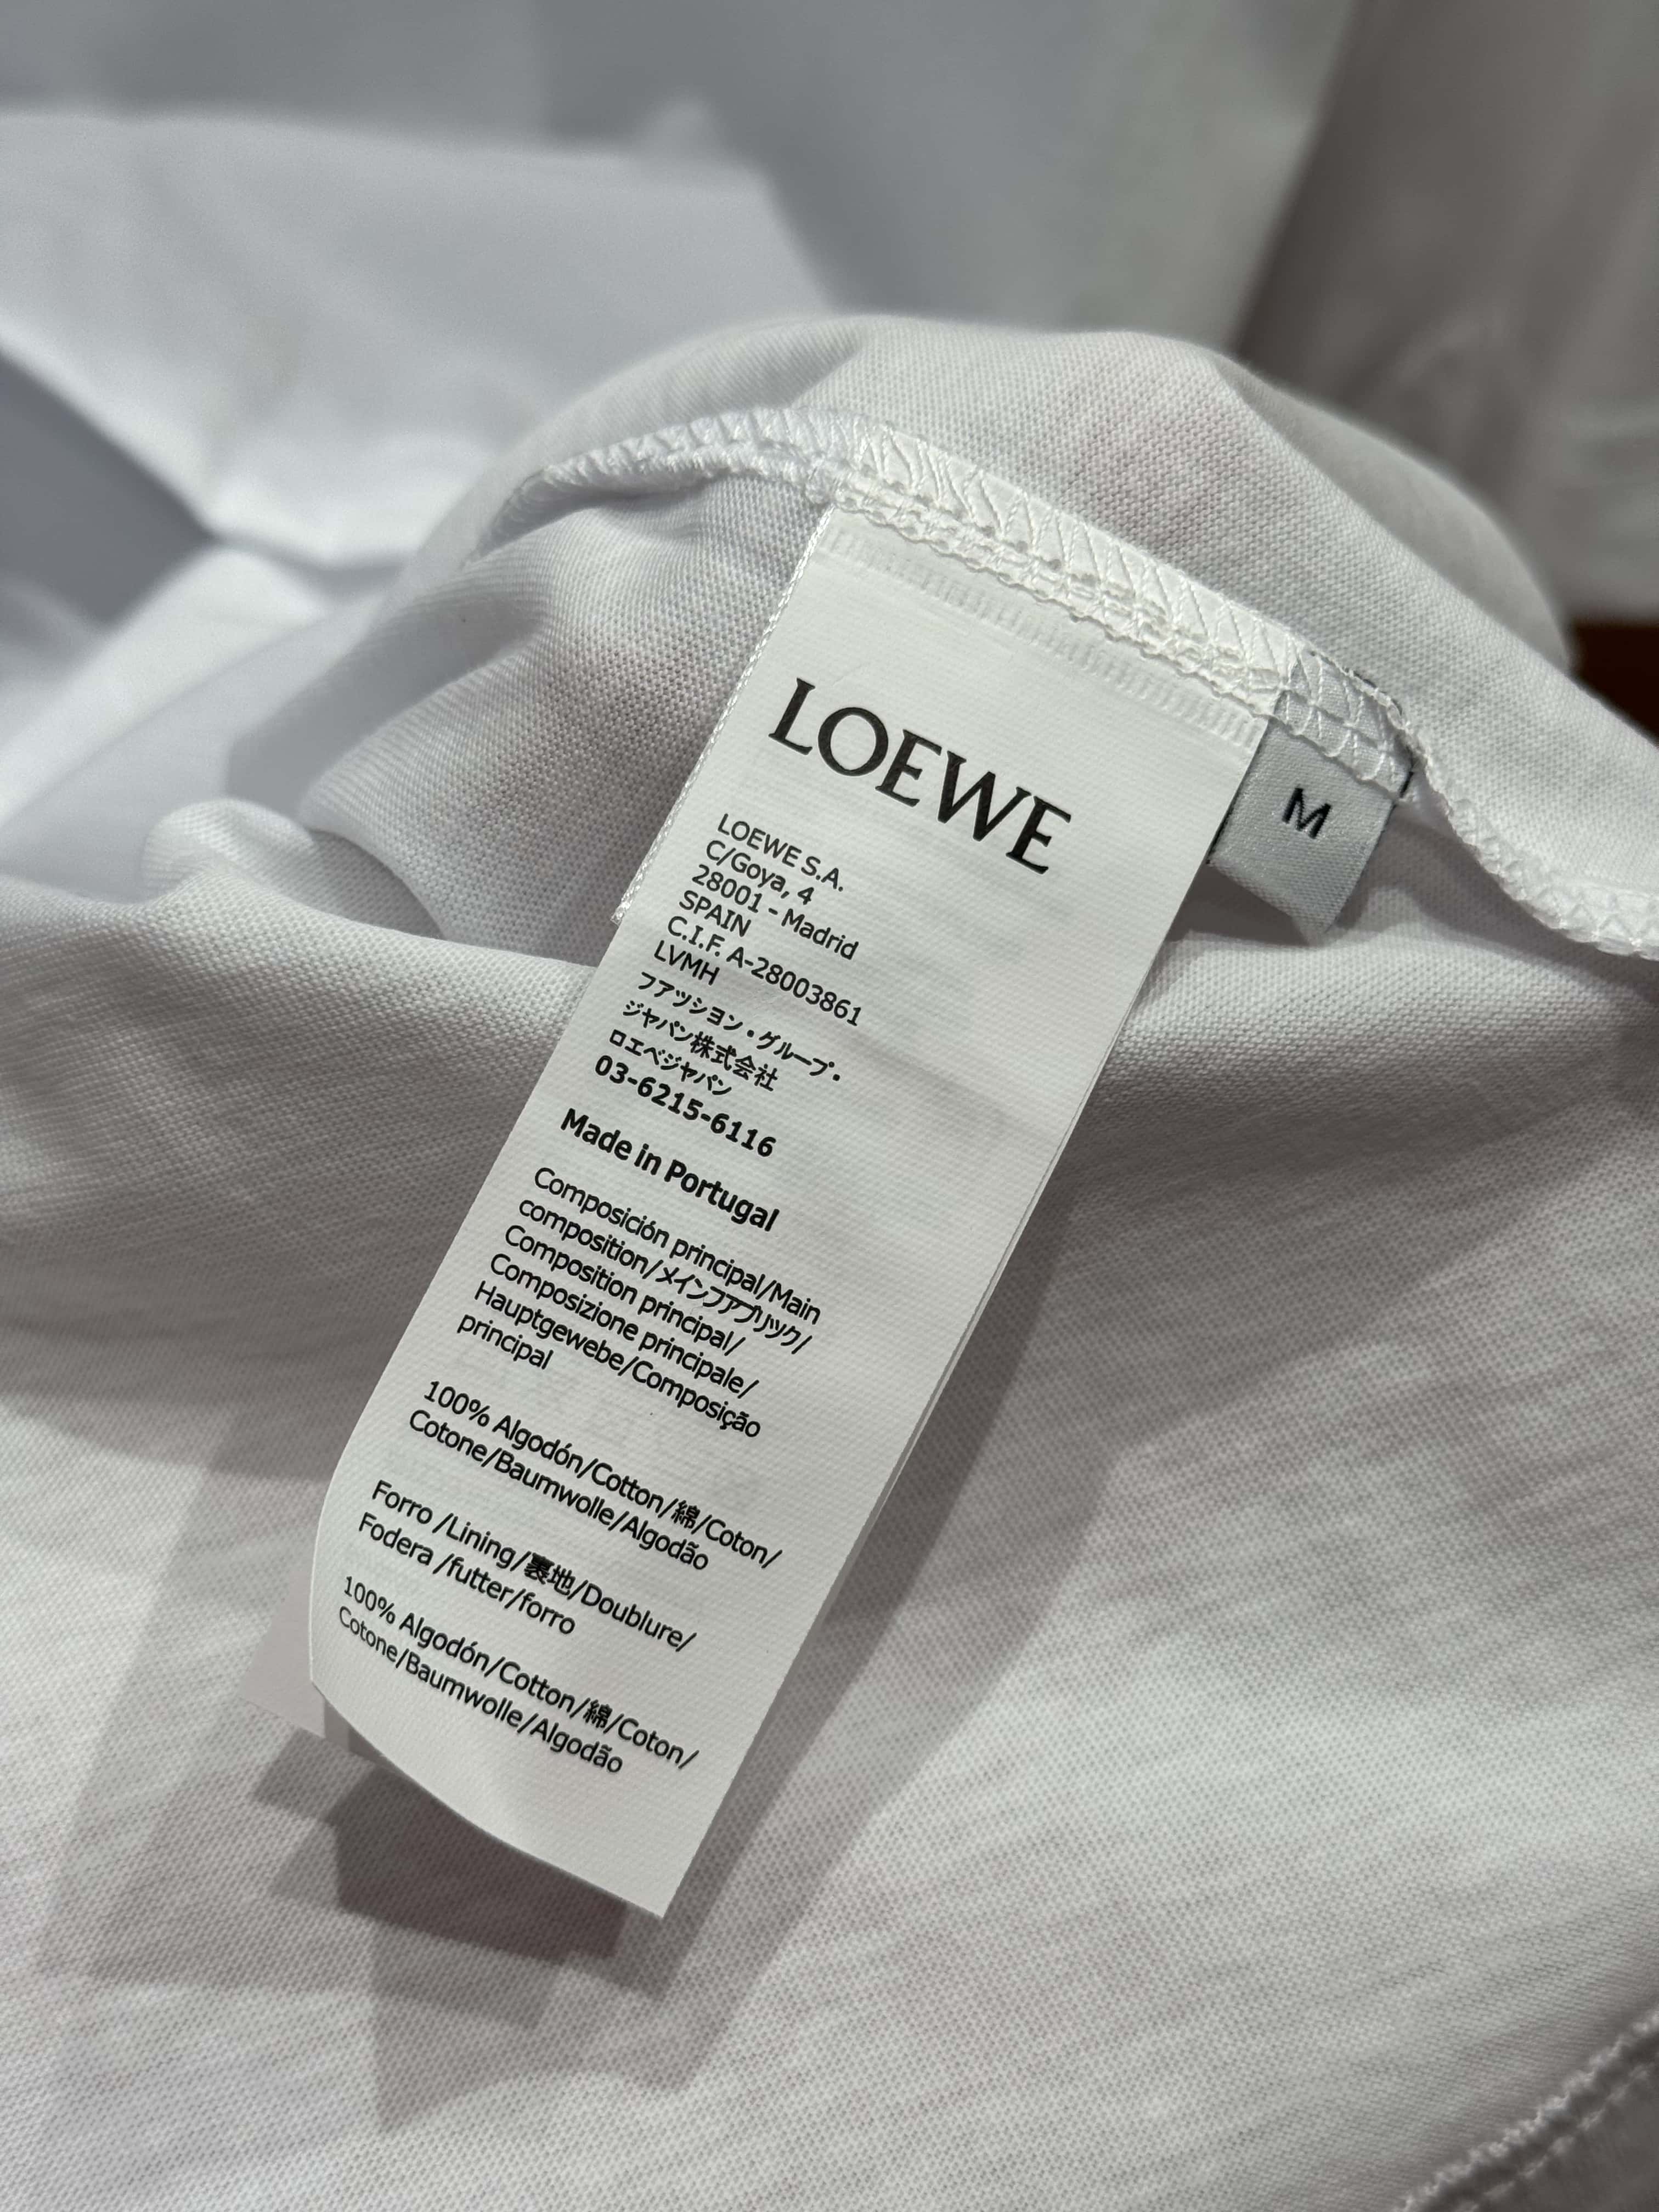 LOEWE
M
LOEWE S.A.
C/Goya, 4
28001 - Madrid
SPAIN
C.I.F. A-28003861
LVMH
ファツシヨン・グループ・
ジヤパン株式会社
ロエベジヤパン
03-6215-6116
Made in Portugal
Composición principal/Main
composition/メインファブリック/
Composition principal/
Composizione principale/
Hauptgewebe/Composição
principal
100% Algodón/Cotton/綿/Coton/
Cotone/Baumwolle/Algodão
Forro /Lining/裏地/Doublure/
Fodera /futter/forro
100% Algodón/Cotton/綿/Coton/
Cotone/Baumwolle/Algodão